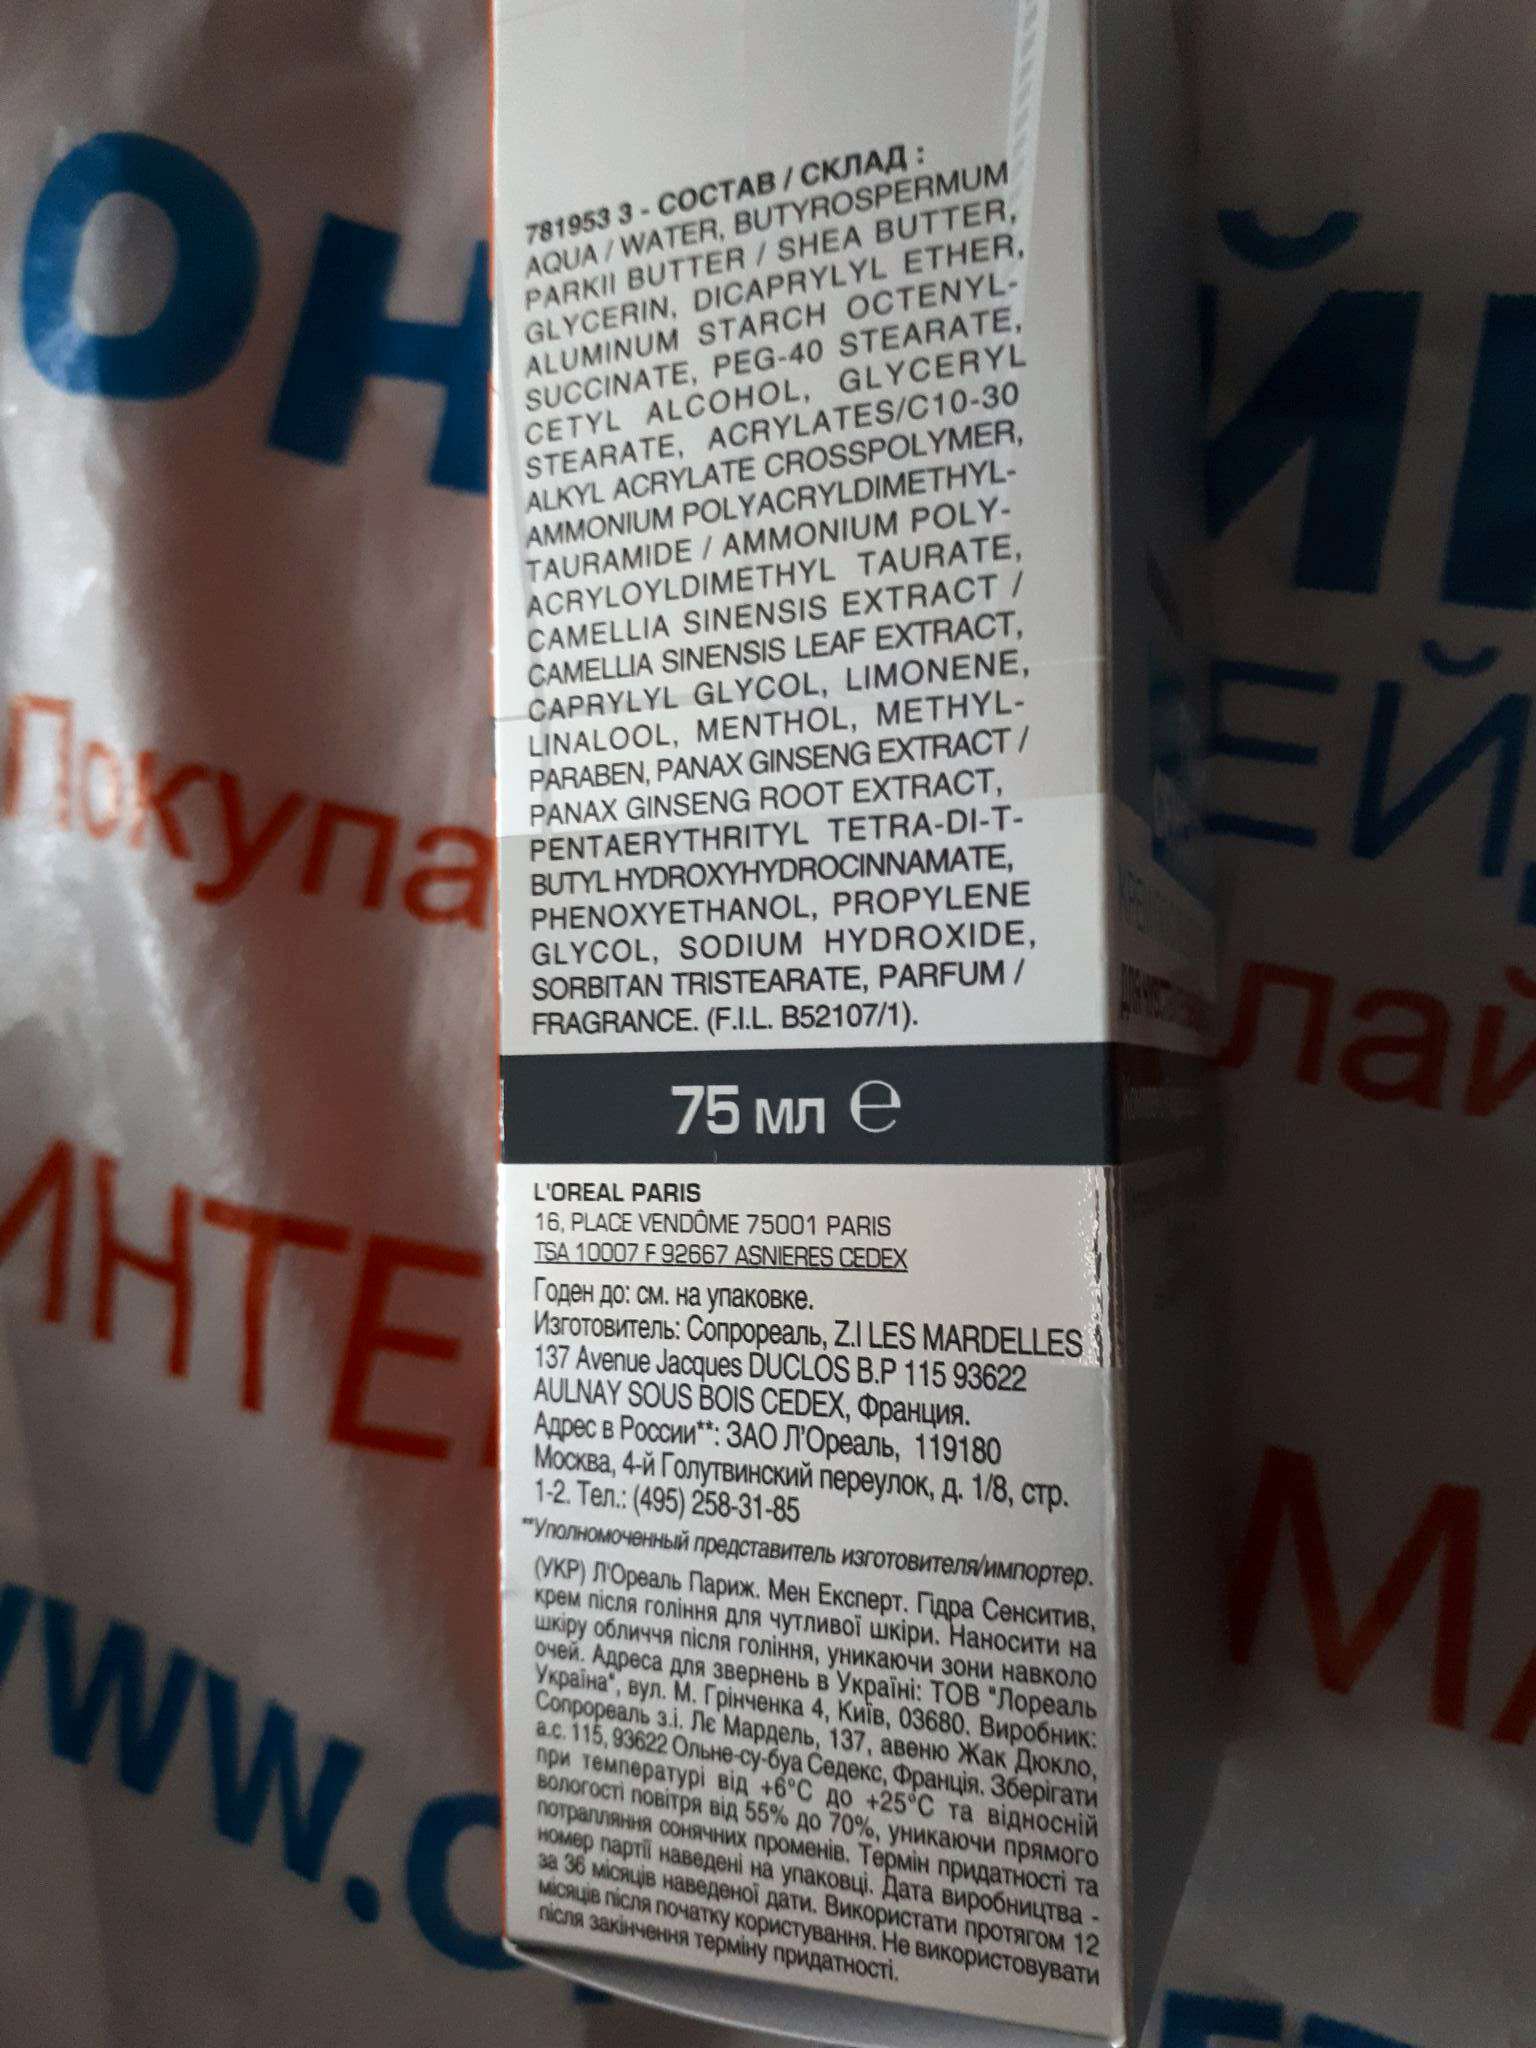 781953 3 - СОСТАВ / СКЛАД :
AQUA / WATER, BUTYROSPERMUM
PARKII BUTTER / SHEA BUTTER,
GLYCERIN, DICAPRYLYL ETHER,
ALUMINUM STARCH OCTENYL-
SUCCINATE, PEG-40 STEARATE,
CETYL ALCOHOL, GLYCERYL
STEARATE, ACRYLATES/C10-30
ALKYL ACRYLATE CROSSPOLYMER,
AMMONIUM POLYACRYLDIMETHYL-
TAURAMIDE / AMMONIUM POLY-
ACRYLOYLDIMETHYL TAURATE,
CAMELLIA SINENSIS EXTRACT /
CAMELLIA SINENSIS LEAF EXTRACT,
CAPRYLYL GLYCOL, LIMONENE,
LINALOOL, MENTHOL, METHYL-
PARABEN, PANAX GINSENG EXTRACT /
PANAX GINSENG ROOT EXTRACT,
PENTAERYTHRITYL TETRA-DI-T-
BUTYL HYDROXYHYDROCINNAMATE,
PHENOXYETHANOL, PROPYLENE
GLYCOL, SODIUM HYDROXIDE,
SORBITAN TRISTEARATE, PARFUM /
FRAGRANCE. (F.I.L. B52107/1).
75 мл ℮
L'OREAL PARIS
16, PLACE VENDÔME 75001 PARIS
TSA 10007 F 92667 ASNIERES CEDEX
Годен до: см. на упаковке.
Изготовитель: Сопрореаль, Z.I LES MARDELLES
137 Avenue Jacques DUCLOS B.P 115 93622
AULNAY SOUS BOIS CEDEX, Франция.
Адрес в России**: ЗАО Л'Ореаль, 119180
Москва, 4-й Голутвинский переулок, д. 1/8, стр.
1-2. Тел.: (495) 258-31-85
**Уполномоченный представитель изготовителя/импортер.
(УКР) Л'Ореаль Париж. Мен Експерт. Гідра Сенситив,
крем після гоління для чутливої шкіри. Наносити на
шкіру обличчя після гоління, уникаючи зони навколо
очей. Адреса для звернень в Україні: ТОВ "Лореаль
Україна", вул. М. Грінченка 4, Київ, 03680. Виробник:
Сопрореаль з.і. Лє Мардель, 137, авеню Жак Дюкло,
а.с. 115, 93622 Ольне-су-буа Седекс, Франція. Зберігати
при температурі від +6°C до +25°C та відносній
вологості повітря від 55% до 70%, уникаючи прямого
потрапляння сонячних променів. Термін придатності та
номер партії наведені на упаковці. Дата виробництва -
за 36 місяців наведеної дати. Використати протягом 12
місяців після початку користування. Не використовувати
після закінчення терміну придатності.